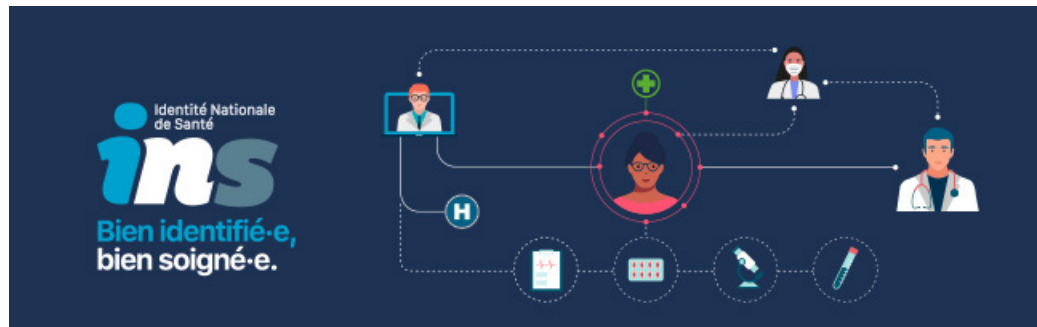 Identité Nationale
de Santé
ins
Bien identifié·e,
bien soigné·e.
H